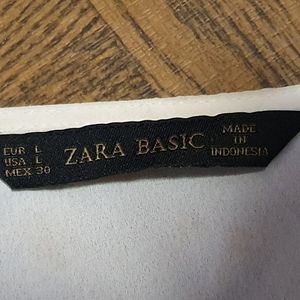 EUR L
USA L
MEX 30
ZARA BASIC
MADE
IN
INDONESIA